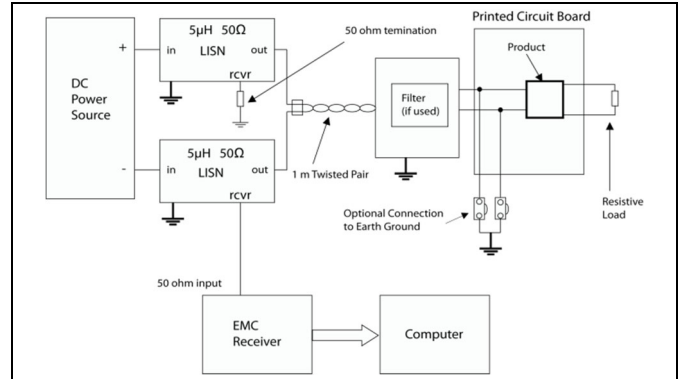 Printed Circuit Board
5µH 50Ω
in
out
LISN
rcvr
50 ohm temination
Product
+
DC
Power
Source
Filter
(if used)
-
5µH 50Ω
in
out
LISN
rcvr
1 m Twisted Pair
Resistive
Load
Optional Connection
to Earth Ground
50 ohm input
EMC
Receiver
Computer